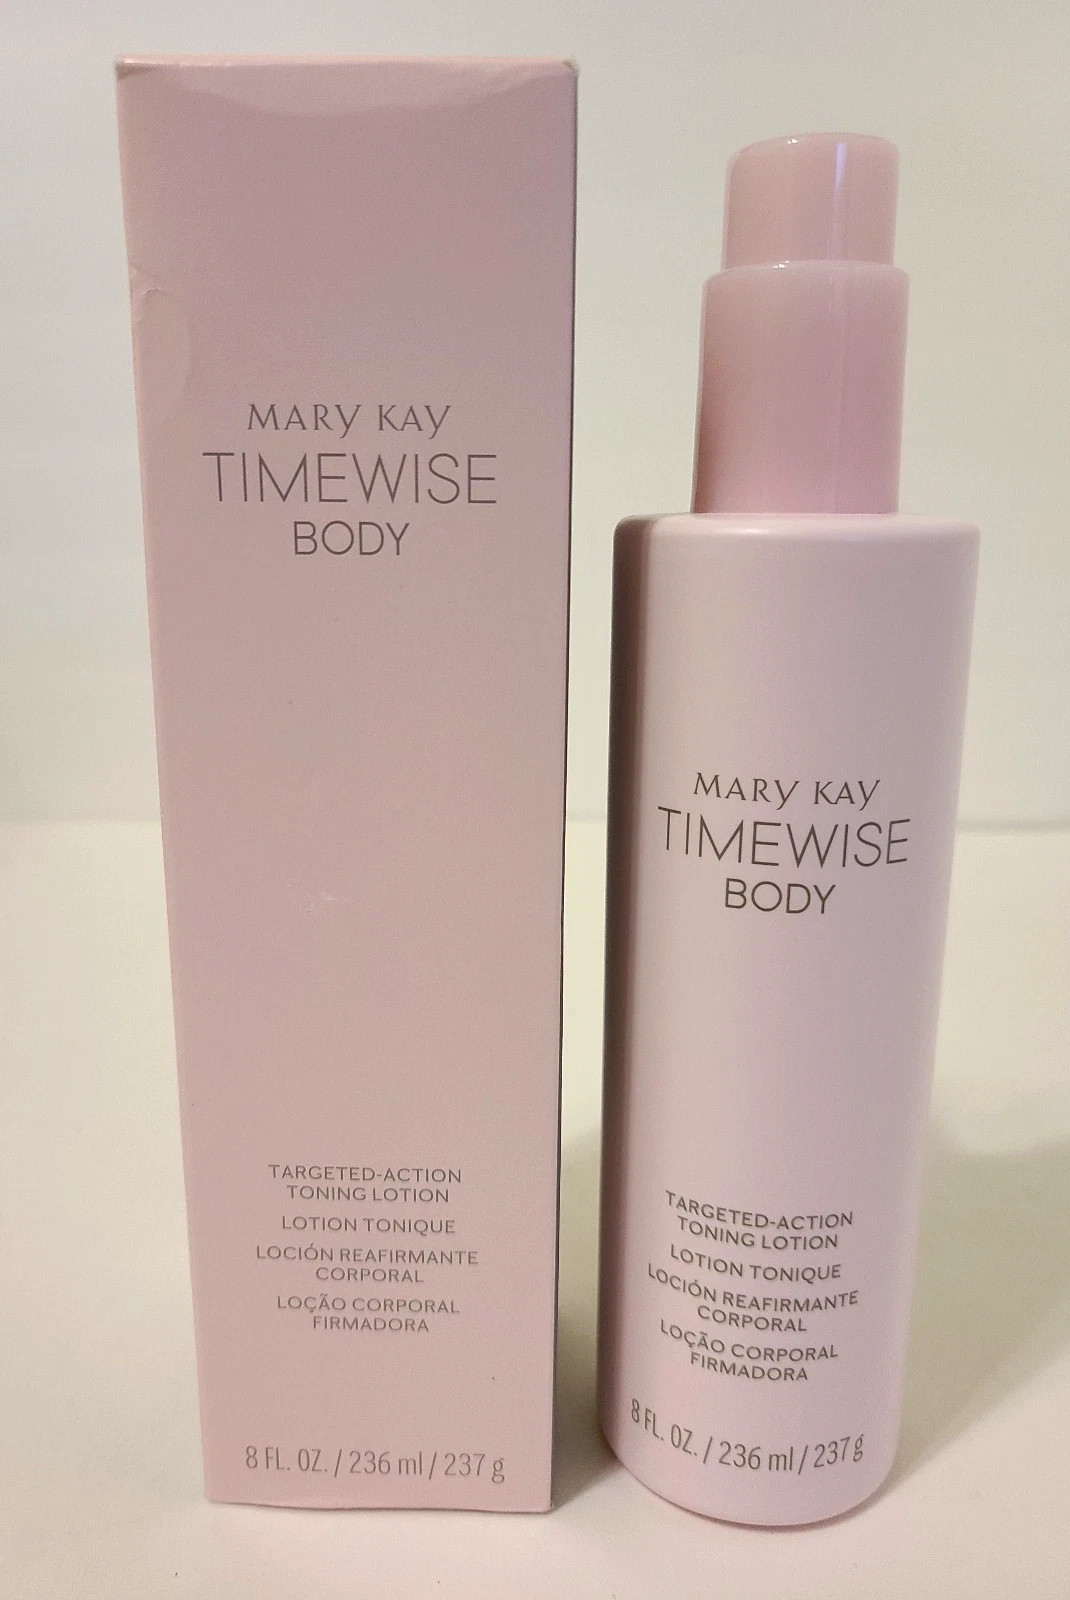 MARY KAY
TIMEWISE
BODY
TARGETED-ACTION
TONING LOTION
LOTION TONIQUE
LOCIÓN REAFIRMANTE
CORPORAL
LOÇÃO CORPORAL
FIRMADORA
8 FL. OZ. / 236 ml / 237 g
MARY KAY
TIMEWISE
BODY
TARGETED-ACTION
TONING LOTION
LOTION TONIQUE
LOCIÓN REAFIRMANTE
CORPORAL
LOÇÃO CORPORAL
FIRMADORA
8 FL. OZ. / 236 ml / 237 g